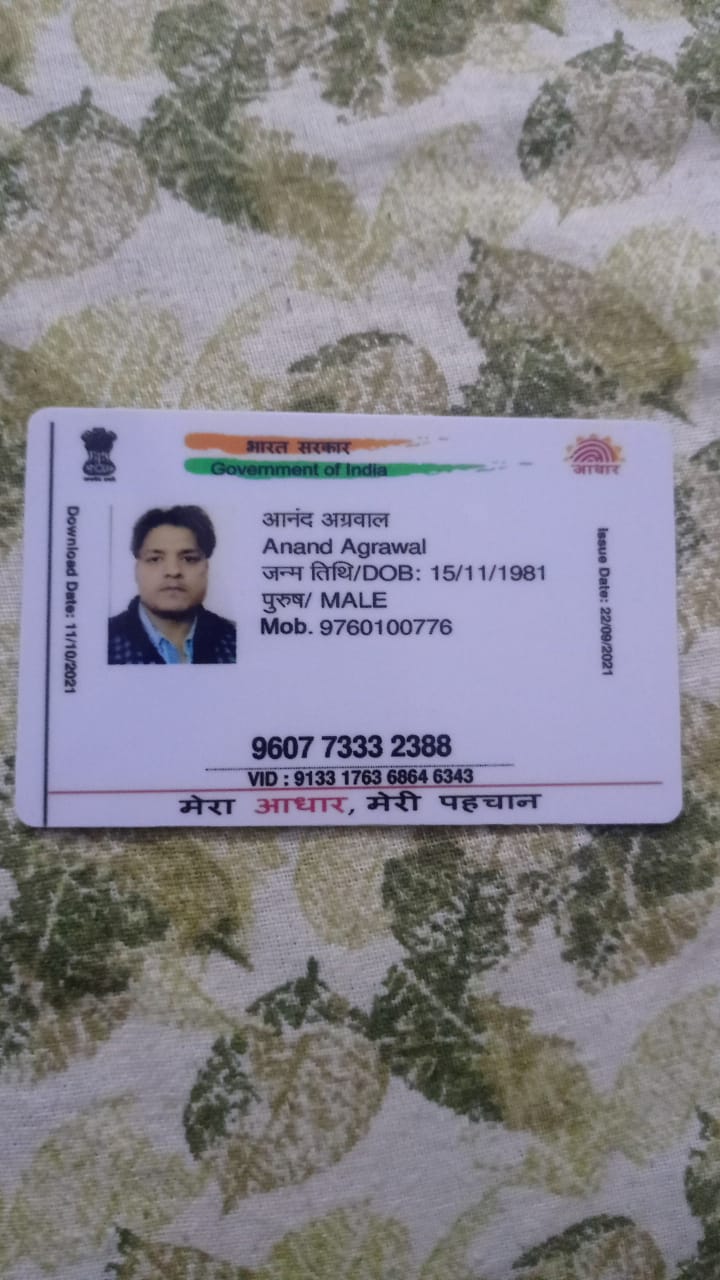 भारत सरकार
Government of India
आधार
Download Date: 11/10/2021
आनंद अग्रवाल
Anand Agrawal
जन्म तिथि/DOB: 15/11/1981
पुरुष/ MALE
Mob. 9760100776
Issue Date: 22/09/2021
9607 7333 2388
VID : 9133 1763 6864 6343
मेरा आधार, मेरी पहचान